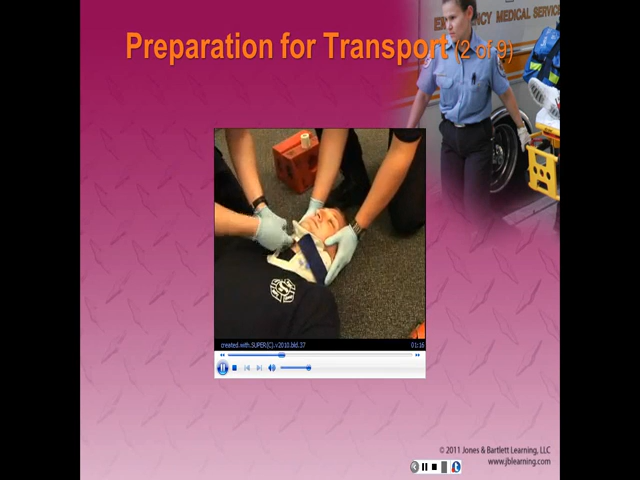 EMERGENCY MEDICAL SERVICES
Preparation for Transport (2 of 9)
created.with.SUPER(C).v2010.bld.37
01:16
© 2011 Jones & Bartlett Learning, LLC
www.jblearning.com